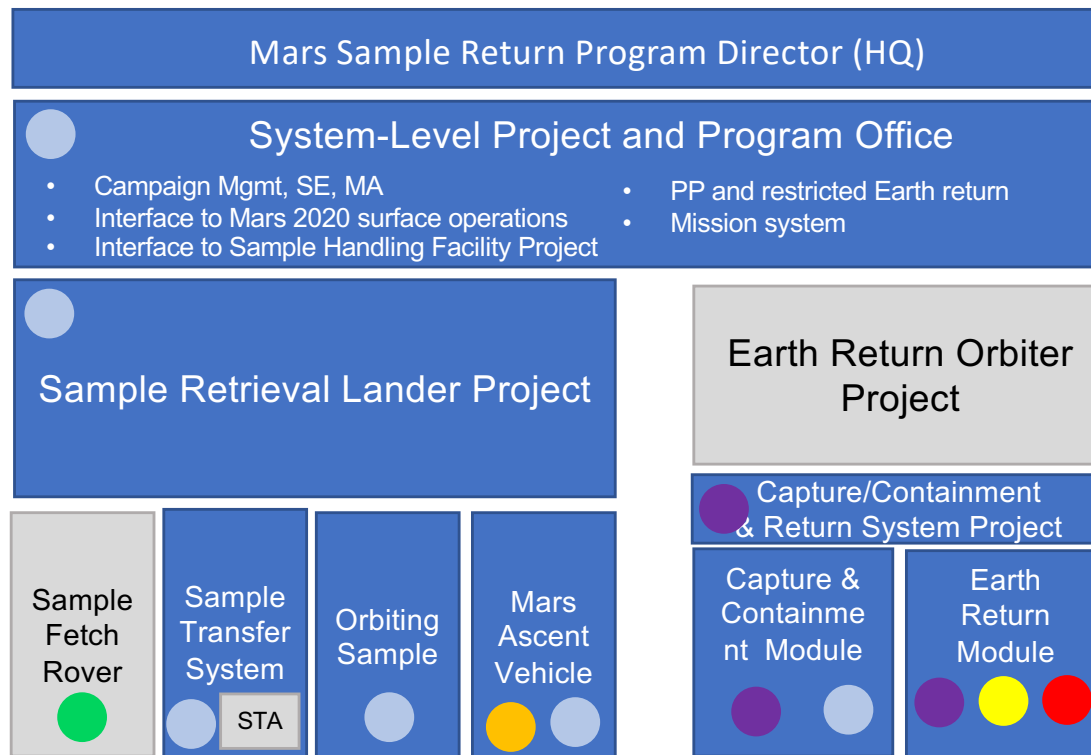 Mars Sample Return Program Director (HQ)
System-Level Project and Program Office
• Campaign Mgmt, SE, MA
• Interface to Mars 2020 surface operations
• Interface to Sample Handling Facility Project
• PP and restricted Earth return
• Mission system
Sample Retrieval Lander Project
Earth Return Orbiter
Project
Capture/Containment
& Return System Project
Sample
Fetch
Rover
Sample
Transfer
System
STA
Orbiting
Sample
Mars
Ascent
Vehicle
Capture &
Containme
nt Module
Earth
Return
Module